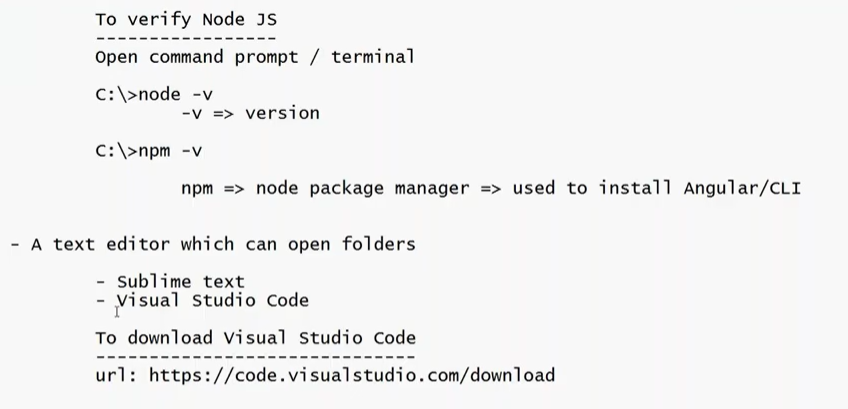 To verify Node JS
-----------------
Open command prompt / terminal
C:\>node -v
-v => version
C:\>npm -v
npm => node package manager => used to install Angular/CLI
- A text editor which can open folders
- Sublime text
- Visual Studio Code
To download Visual Studio Code
------------------------------
url: https://code.visualstudio.com/download